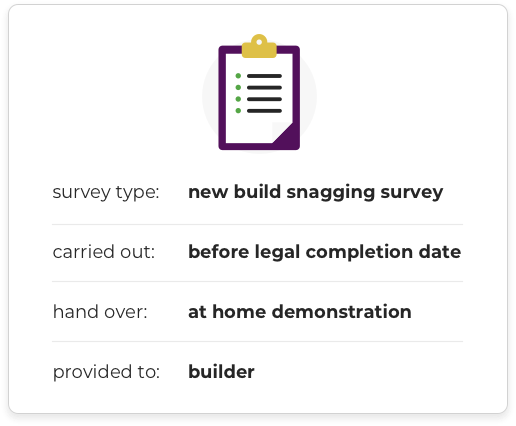 survey type: new build snagging survey
carried out: before legal completion date
hand over: at home demonstration
provided to: builder